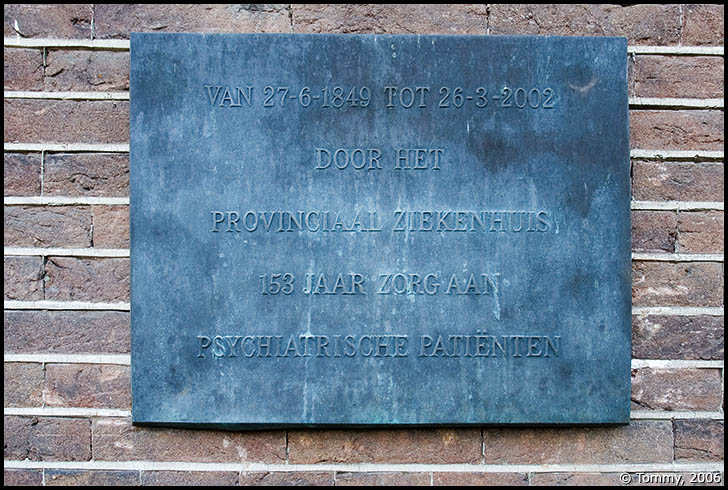 VAN 27-6-1849 TOT 26-3-2002
DOOR HET
PROVINCIAAL ZIEKENHUIS
153 JAAR ZORG AAN
PSYCHIATRISCHE PATIËNTEN
© Tommy, 2006